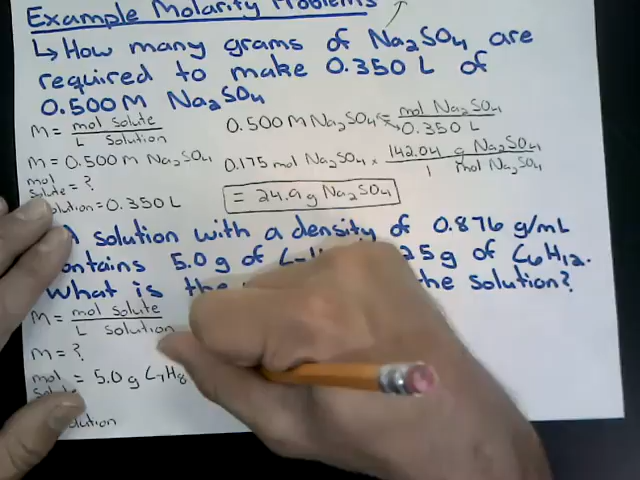 Example Molarity Problems
↳ How many grams of Na₂SO₄ are
required to make 0.350 L of
0.500 M Na₂SO₄
M = mol solute / L solution
0.500 M Na₂SO₄ = mol Na₂SO₄ / 0.350 L
M = 0.500 M Na₂SO₄
0.175 mol Na₂SO₄ × 142.04 g Na₂SO₄ / 1 mol Na₂SO₄
mol solute = ?
= 24.9 g Na₂SO₄
solution = 0.350 L
A solution with a density of 0.876 g/mL
contains 5.0 g of 25 g of C₆H₁₂.
What is the the solution?
M = mol solute / L solution
M = ?
mol solute = 5.0 g C₇H₈
solution